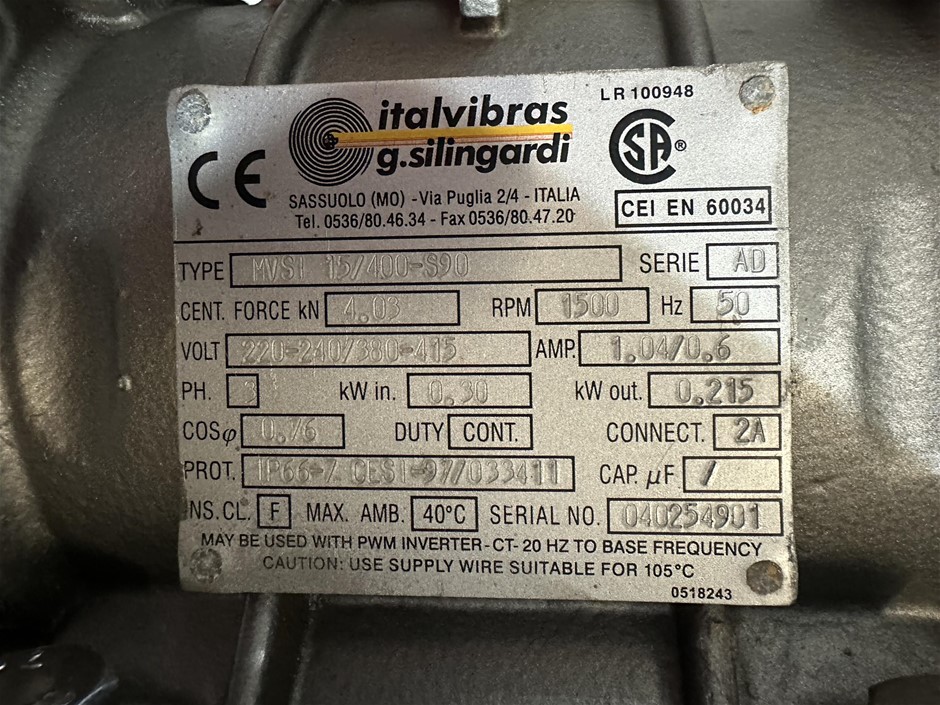 LR 100948
italvibras
g.silingardi
CE
SA ®
SASSUOLO (MO) -Via Puglia 2/4 - ITALIA
Tel. 0536/80.46.34 - Fax 0536/80.47.20
CEI EN 60034
TYPE MVSI 15/400-S90 SERIE AD
CENT. FORCE kN 4.03 RPM 1500 Hz 50
VOLT 220-240/380-415 AMP. 1.04/0.6
PH. 3 kW in. 0.30 kW out. 0.215
COSφ 0.76 DUTY CONT. CONNECT. 2A
PROT. IP66-7 CESI-97/033411 CAP. μF /
INS.CL. F MAX. AMB. 40°C SERIAL NO. 040254901
MAY BE USED WITH PWM INVERTER-CT- 20 HZ TO BASE FREQUENCY
CAUTION: USE SUPPLY WIRE SUITABLE FOR 105°C
0518243